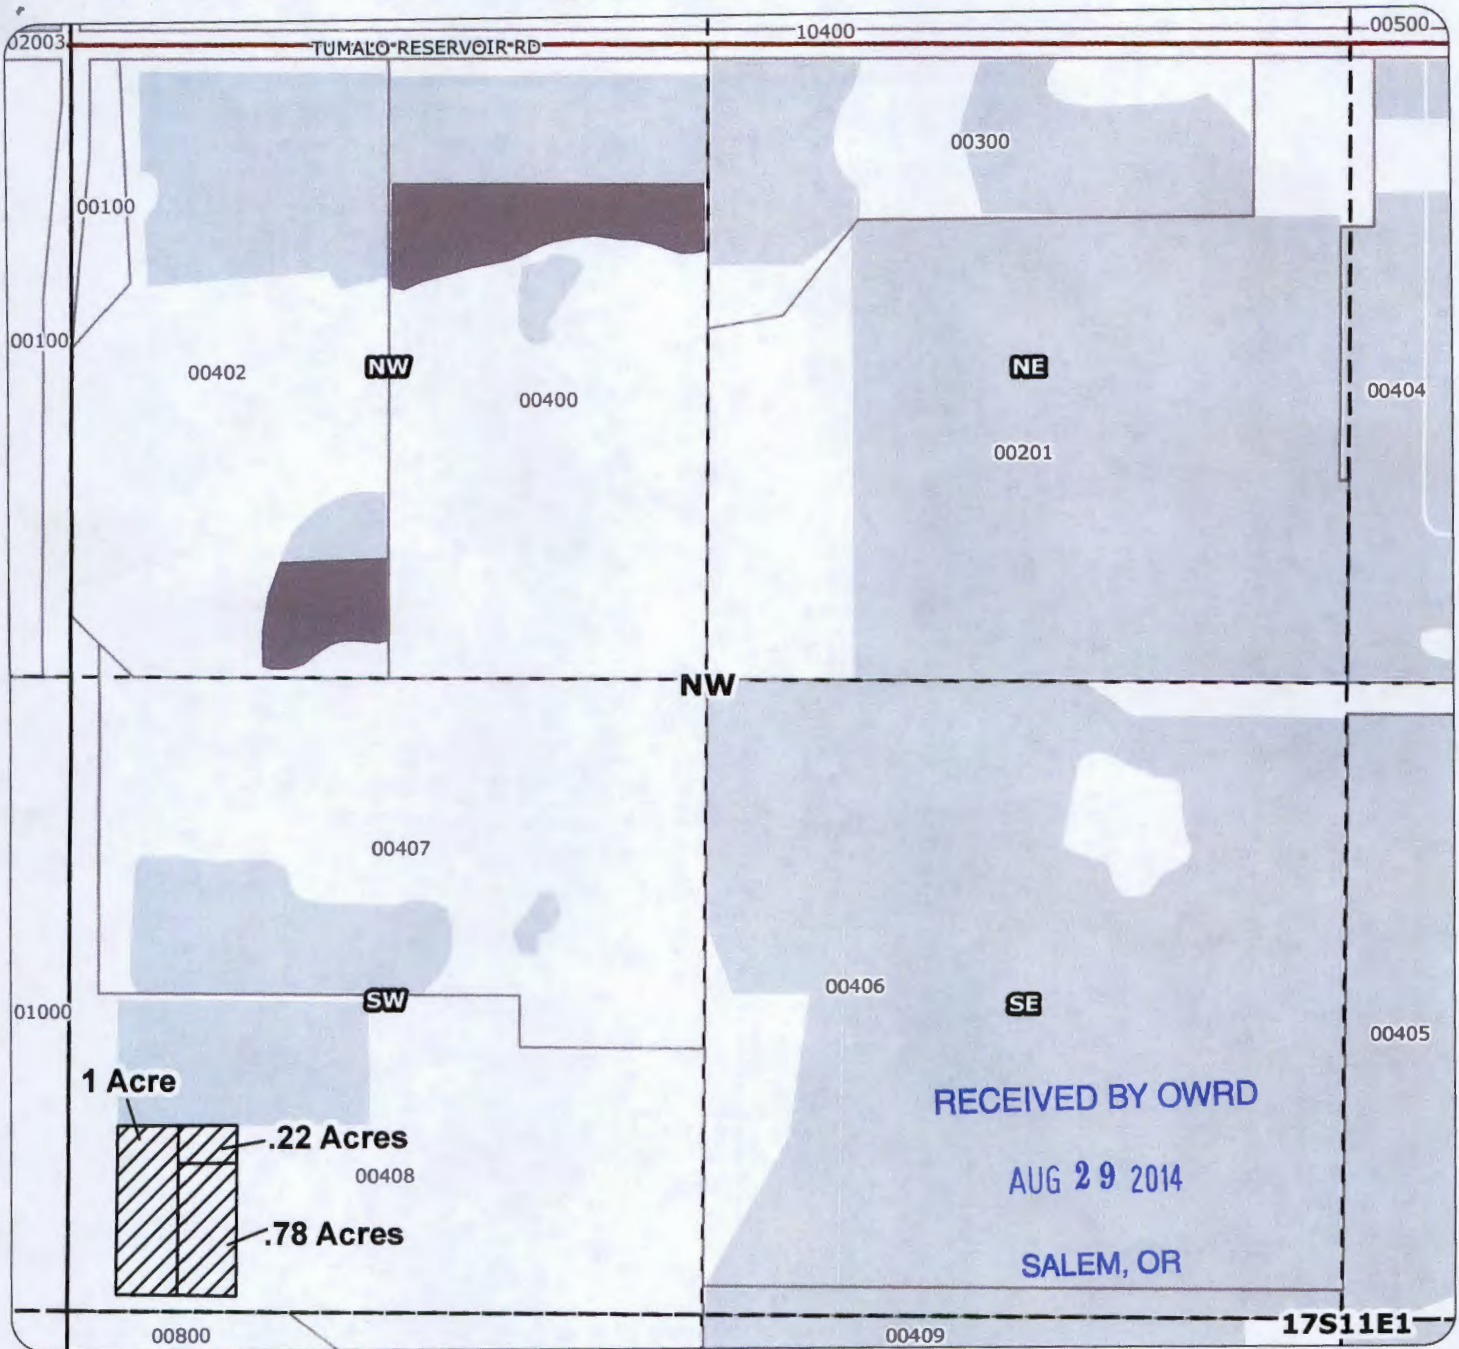 00500
10400
02003
TUMALO RESERVOIR RD
00300
00100
00100
00402
NW
00400
NE
00404
00201
NW
00407
00406
SW
SE
01000
00405
1 Acre
RECEIVED BY OWRD
.22 Acres
00408
AUG 29 2014
.78 Acres
SALEM, OR
17S11E1
00800
00409